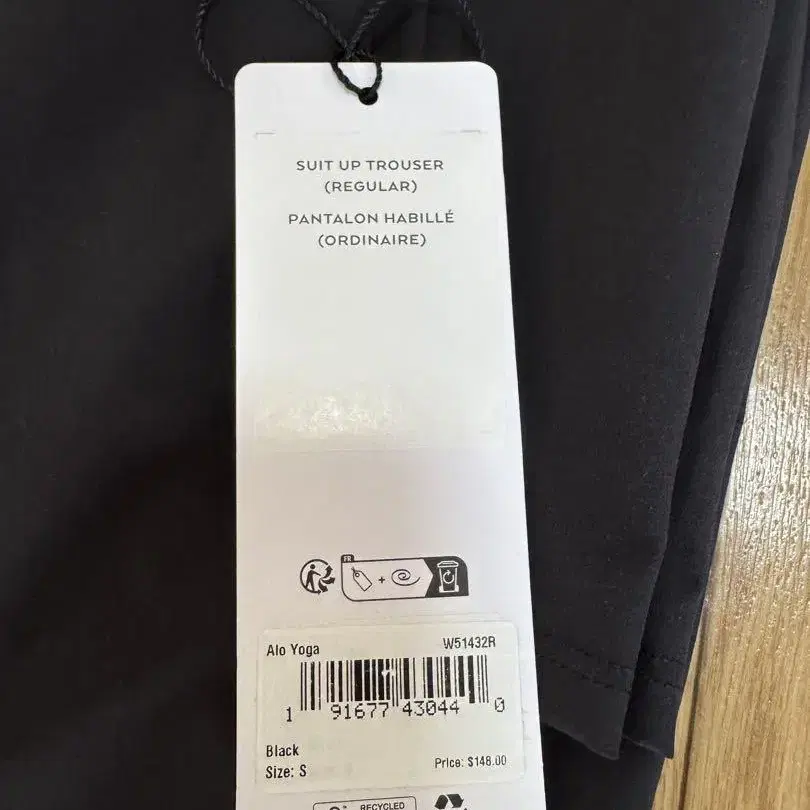 SUIT UP TROUSER
(REGULAR)
PANTALON HABILLÉ
(ORDINAIRE)
FR
+
Alo Yoga W51432R
1 91677 43044 0
Black
Size: S Price: $148.00
RECYCLED